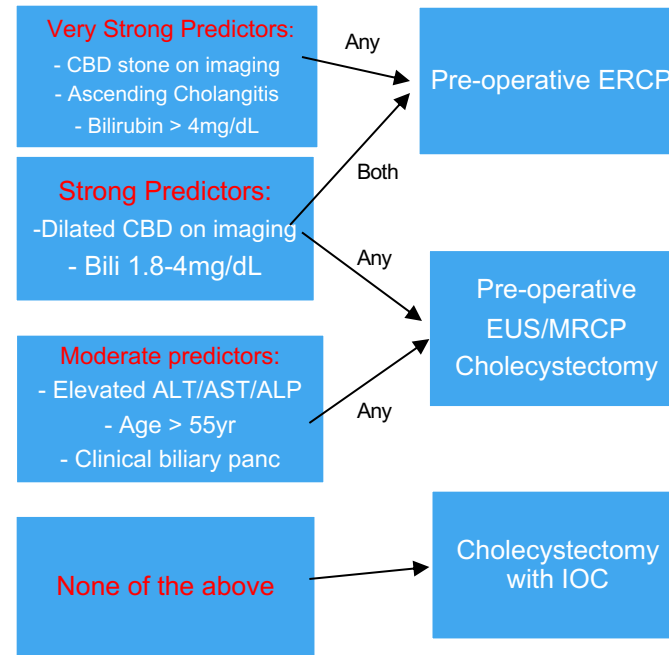 Very Strong Predictors:
- CBD stone on imaging
- Ascending Cholangitis
- Bilirubin > 4mg/dL
Any
Pre-operative ERCP
Strong Predictors:
-Dilated CBD on imaging
- Bili 1.8-4mg/dL
Both
Any
Pre-operative
EUS/MRCP
Cholecystectomy
Moderate predictors:
- Elevated ALT/AST/ALP
- Age > 55yr
- Clinical biliary panc
Any
None of the above
Cholecystectomy
with IOC